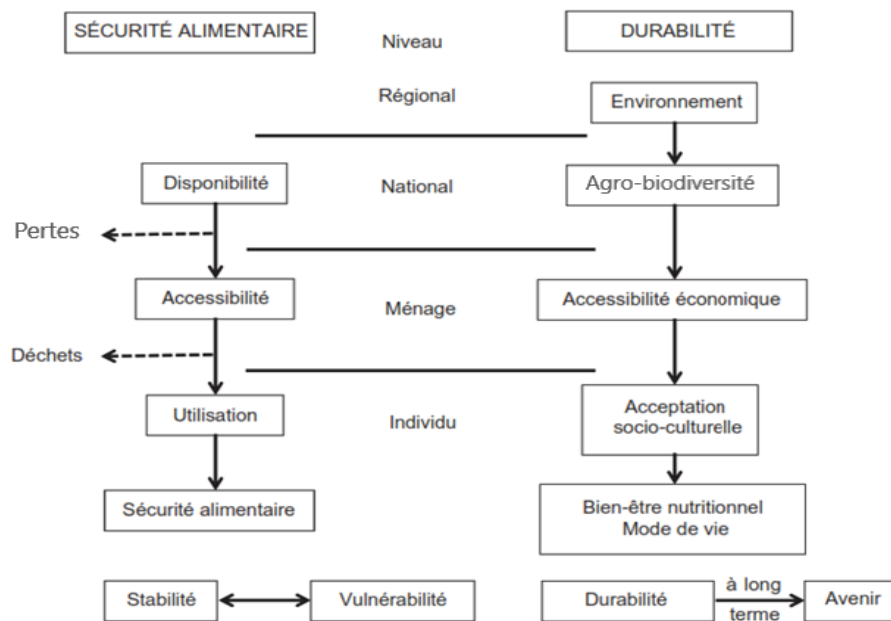 SÉCURITÉ ALIMENTAIRE
Niveau
DURABILITÉ
Régional
Environnement
Disponibilité
National
Agro-biodiversité
Pertes
Accessibilité
Ménage
Accessibilité économique
Déchets
Utilisation
Individu
Acceptation
socio-culturelle
Sécurité alimentaire
Bien-être nutritionnel
Mode de vie
Stabilité
Vulnérabilité
Durabilité
à long
terme
Avenir